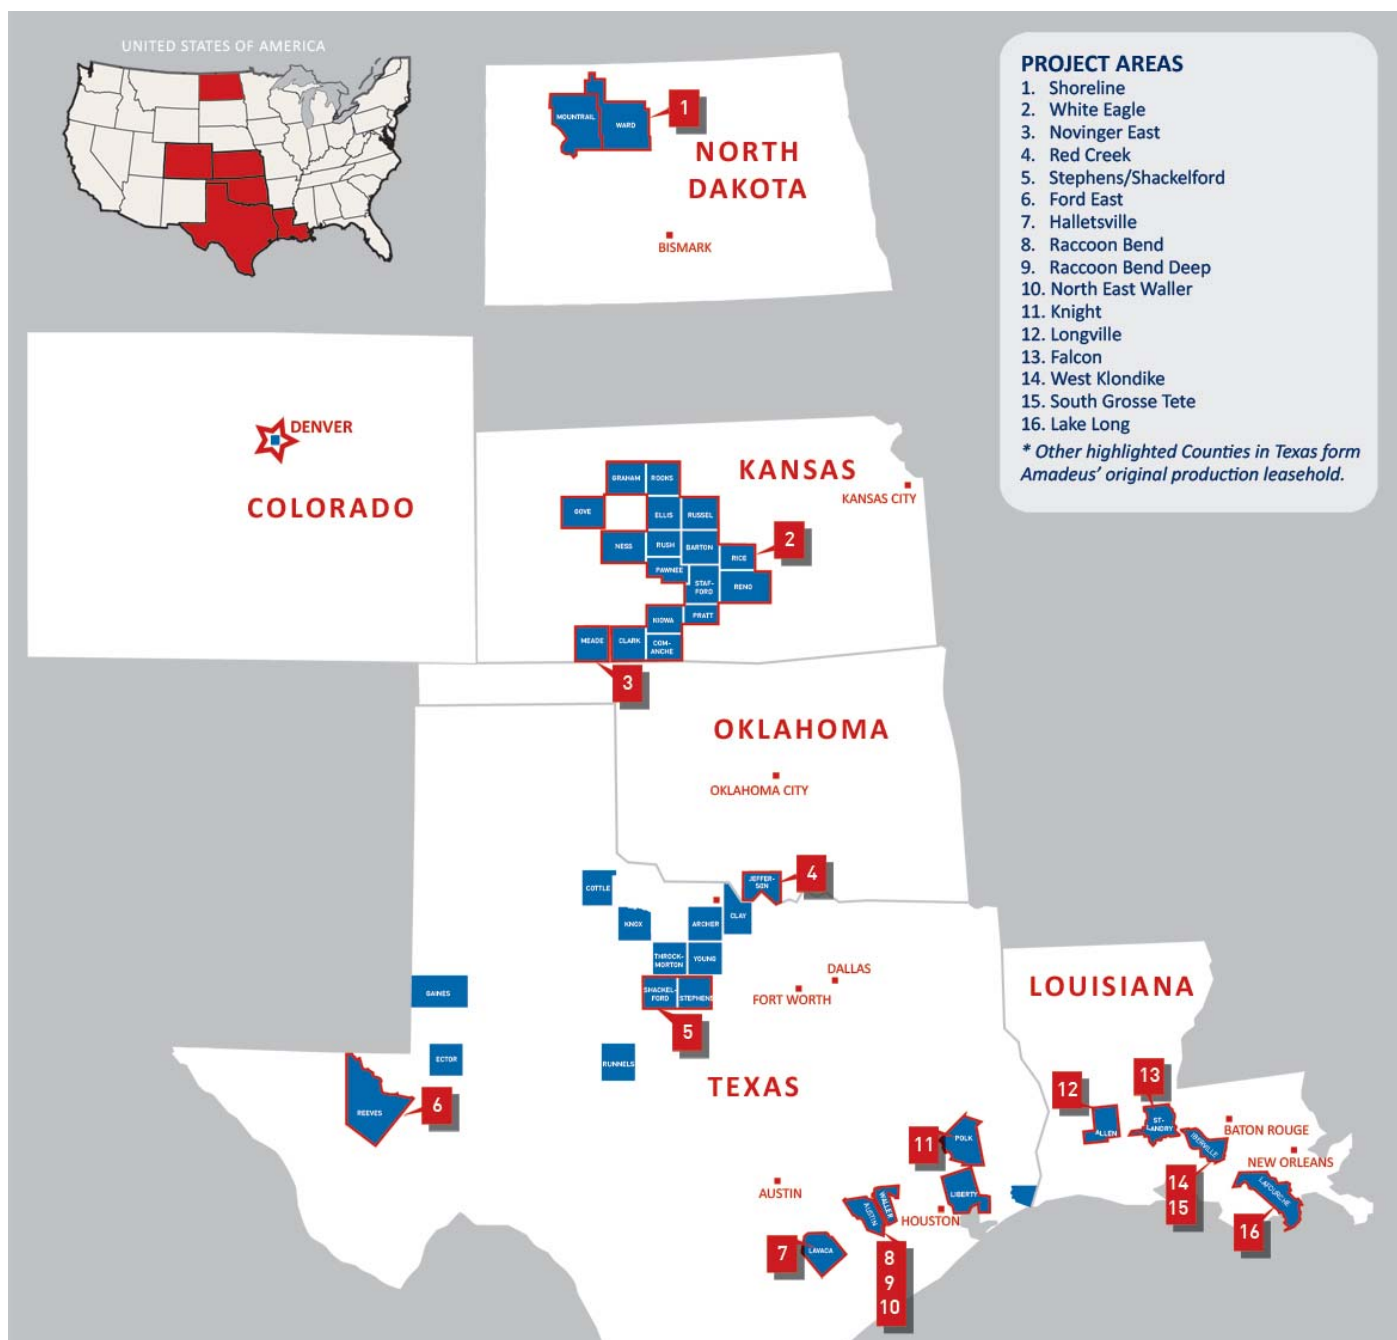 UNITED STATES OF AMERICA
PROJECT AREAS
1. Shoreline
2. White Eagle
3. Novinger East
4. Red Creek
5. Stephens/Shackelford
6. Ford East
7. Halletsville
8. Raccoon Bend
9. Raccoon Bend Deep
10. North East Waller
11. Knight
12. Longville
13. Falcon
14. West Klondike
15. South Grosse Tete
16. Lake Long
* Other highlighted Counties in Texas form
Amadeus' original production leasehold.
MOUNTRAIL
WARD
1
NORTH
DAKOTA
BISMARK
DENVER
COLORADO
KANSAS
KANSAS CITY
GRAHAM
ROOKS
GOVE
ELLIS
RUSSEL
NESS
RUSH
BARTON
RICE
2
PAWNEE
STAF-
FORD
RENO
KIOWA
PRATT
MEADE
CLARK
COM-
ANCHE
3
OKLAHOMA
OKLAHOMA CITY
JEFFER-
SON
4
COTTLE
KNOX
ARCHER
CLAY
THROCK-
MORTON
YOUNG
SHACKEL-
FORD
STEPHENS
5
DALLAS
FORT WORTH
GAINES
ECTOR
RUNNELS
REEVES
6
TEXAS
LOUISIANA
12
ALLEN
13
ST-
LANDRY
BATON ROUGE
IBERVILLE
NEW ORLEANS
14
15
LAFOURCHE
16
11
POLK
LIBERTY
AUSTIN
WALLER
AUSTIN
HOUSTON
7
LAVACA
8
9
10